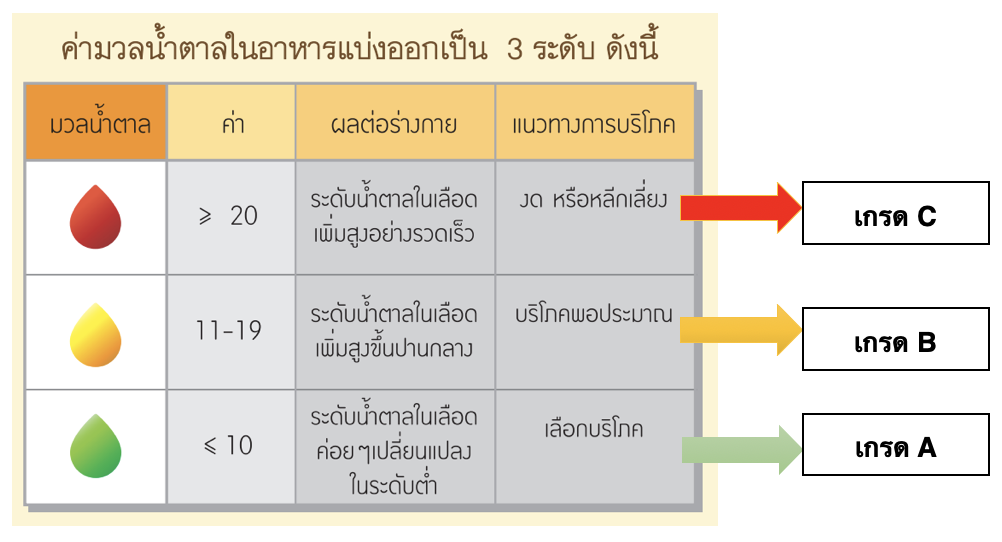 ค่ามวลน้ำตาลในอาหารแบ่งออกเป็น 3 ระดับ ดังนี้
มวลน้ำตาล ค่า ผลต่อร่างกาย แนวทางการบริโภค
≥ 20 ระดับน้ำตาลในเลือด งด หรือหลีกเลี่ยง เกรด C
เพิ่มสูงอย่างรวดเร็ว
11-19 ระดับน้ำตาลในเลือด บริโภคพอประมาณ เกรด B
เพิ่มสูงขึ้นปานกลาง
≤ 10 ระดับน้ำตาลในเลือด เลือกบริโภค เกรด A
ค่อยๆเปลี่ยนแปลง
ในระดับต่ำ